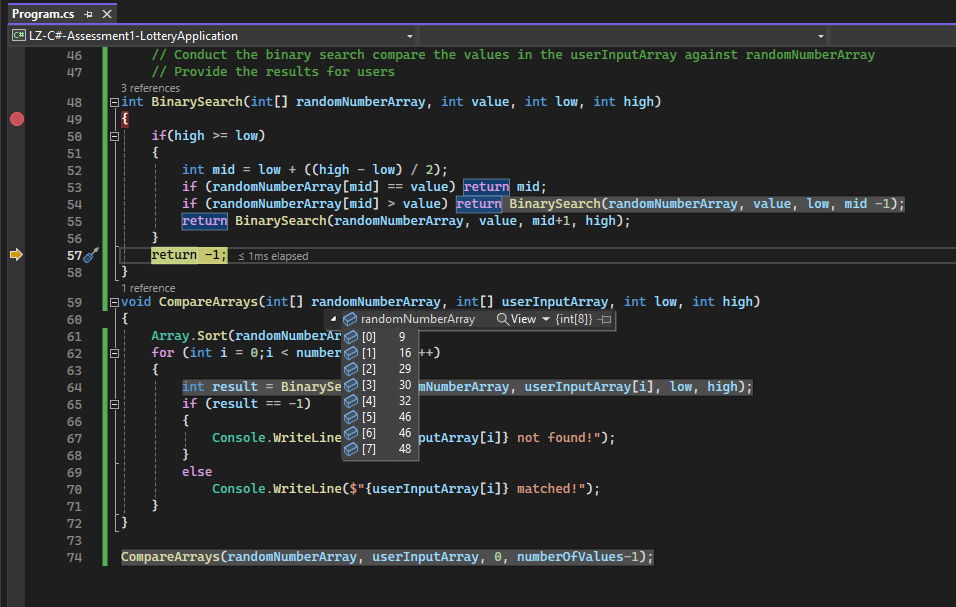 Program.cs
C# LZ-C#-Assessment1-LotteryApplication
46 // Conduct the binary search compare the values in the userInputArray against randomNumberArray
47 // Provide the results for users
3 references
48 int BinarySearch(int[] randomNumberArray, int value, int low, int high)
49 {
50 if(high >= low)
51 {
52 int mid = low + ((high - low) / 2);
53 if (randomNumberArray[mid] == value) return mid;
54 if (randomNumberArray[mid] > value) return BinarySearch(randomNumberArray, value, low, mid -1);
55 return BinarySearch(randomNumberArray, value, mid+1, high);
56 }
57 return -1; ≤ 1ms elapsed
58 }
1 reference
59 void CompareArrays(int[] randomNumberArray, int[] userInputArray, int low, int high)
60 {
randomNumberArray View {int[8]}
61 Array.Sort(randomNumberAr
[0] 9
62 for (int i = 0;i < number
[1] 16
++)
63 {
[2] 29
64 int result = BinarySe
[3] 30
mNumberArray, userInputArray[i], low, high);
65 if (result == -1)
[4] 32
66 {
[5] 46
67 Console.WriteLine
[6] 46
putArray[i]} not found!");
68 }
[7] 48
69 else
70 Console.WriteLine($"{userInputArray[i]} matched!");
71 }
72 }
73
74 CompareArrays(randomNumberArray, userInputArray, 0, numberOfValues-1);